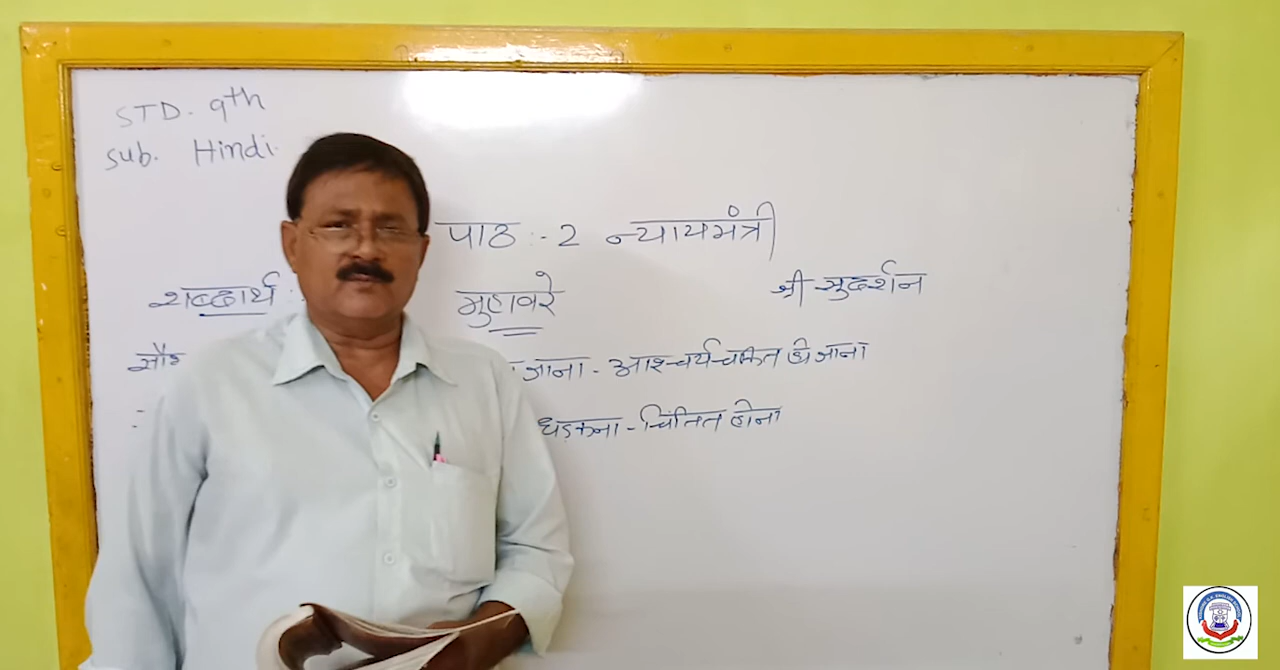 STD. 9th
Sub. Hindi.
पाठ :- 2 न्यायमंत्री
शब्दार्थ : मुहावरे श्री सुदर्शन
जाना - आश्चर्यचकित हो जाना
धड़कना - चिंतित होना